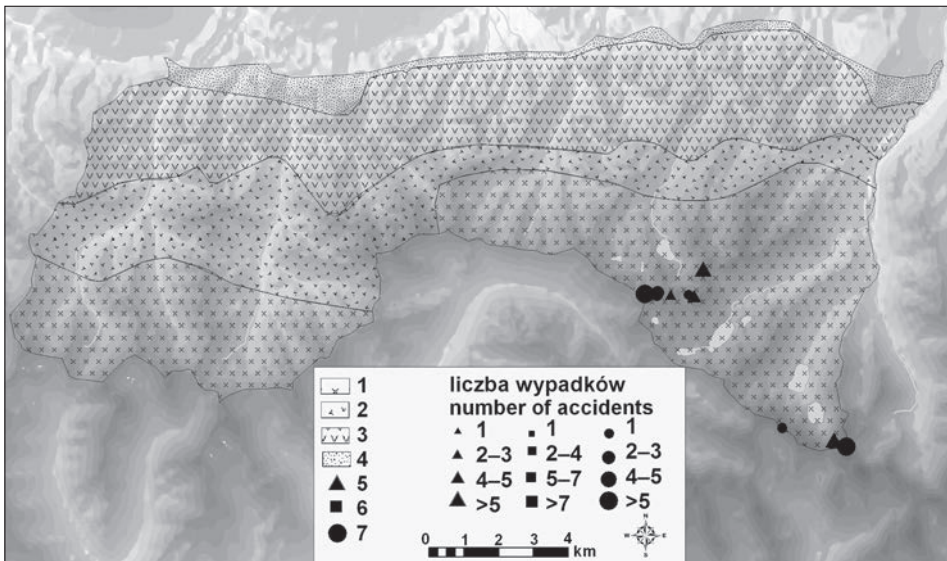 1
2
3
4
5
6
7
liczba wypadków
number of accidents
1 1 1
2–3 2–4 2–3
4–5 5–7 4–5
>5 >7 >5
N
W E
S
0 1 2 3 4
km